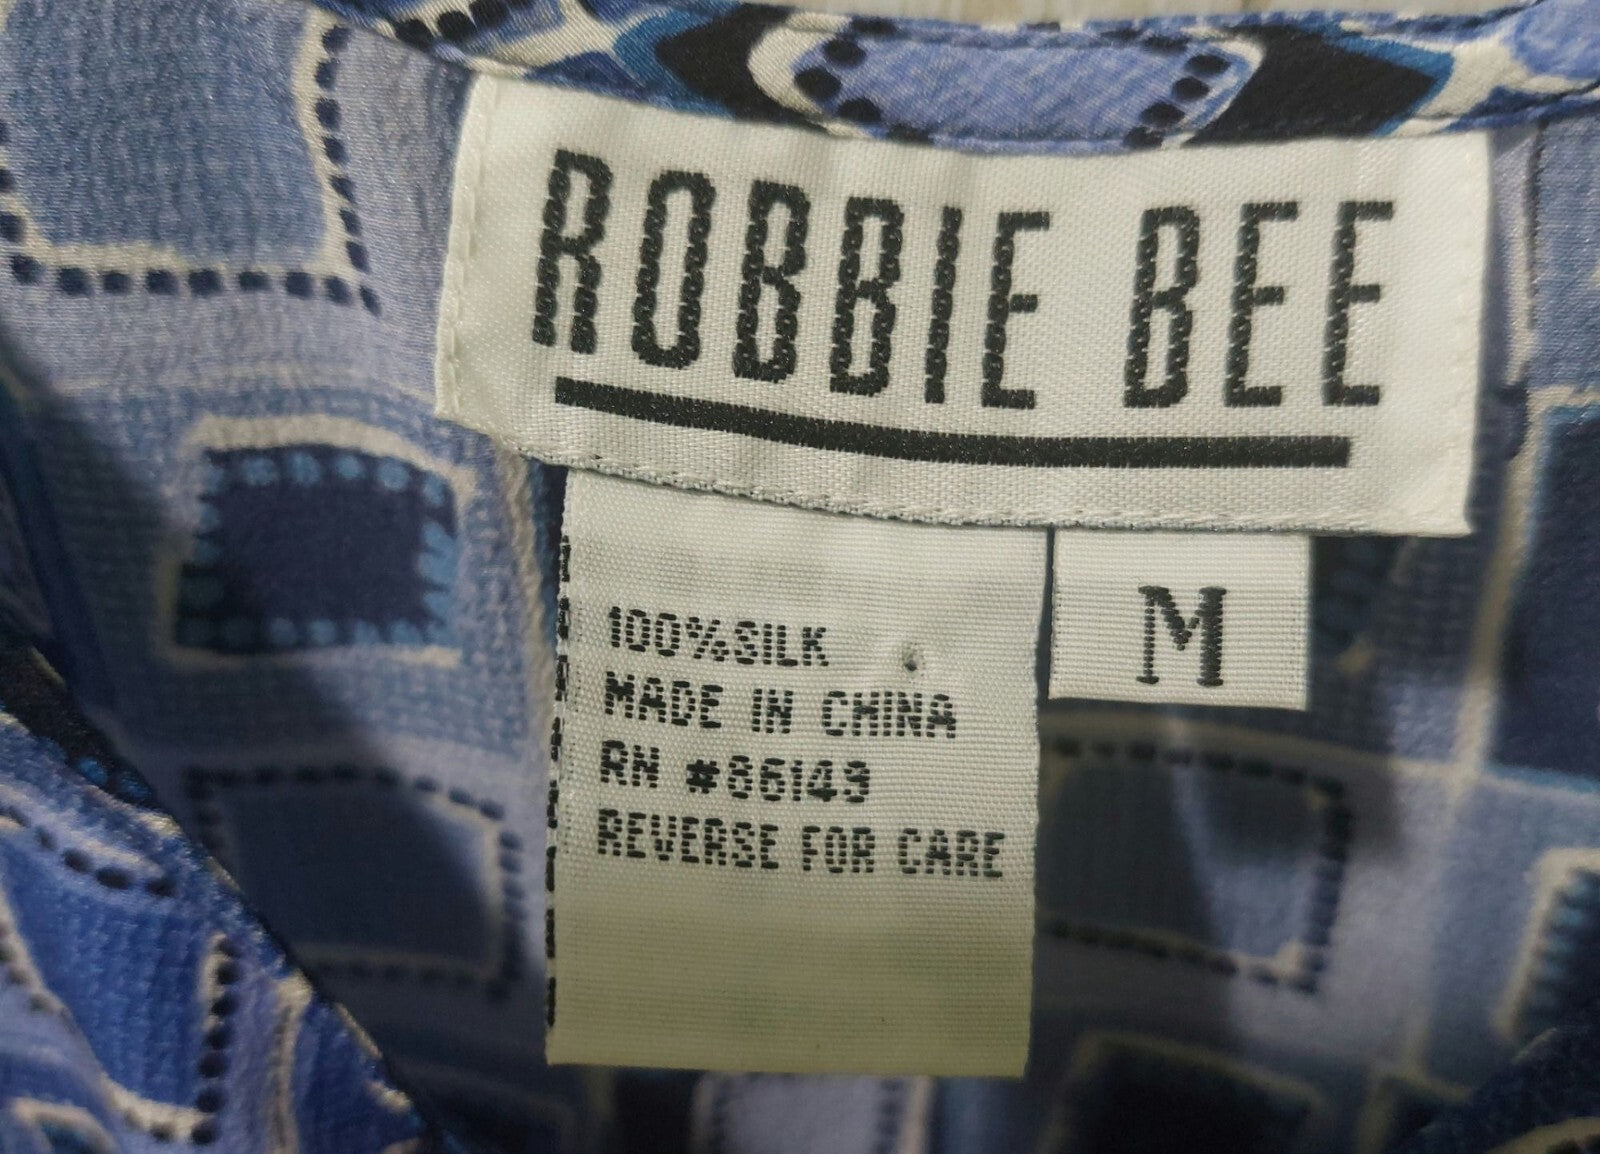 ROBBIE BEE
100%SILK
MADE IN CHINA
RN #86149
REVERSE FOR CARE
M